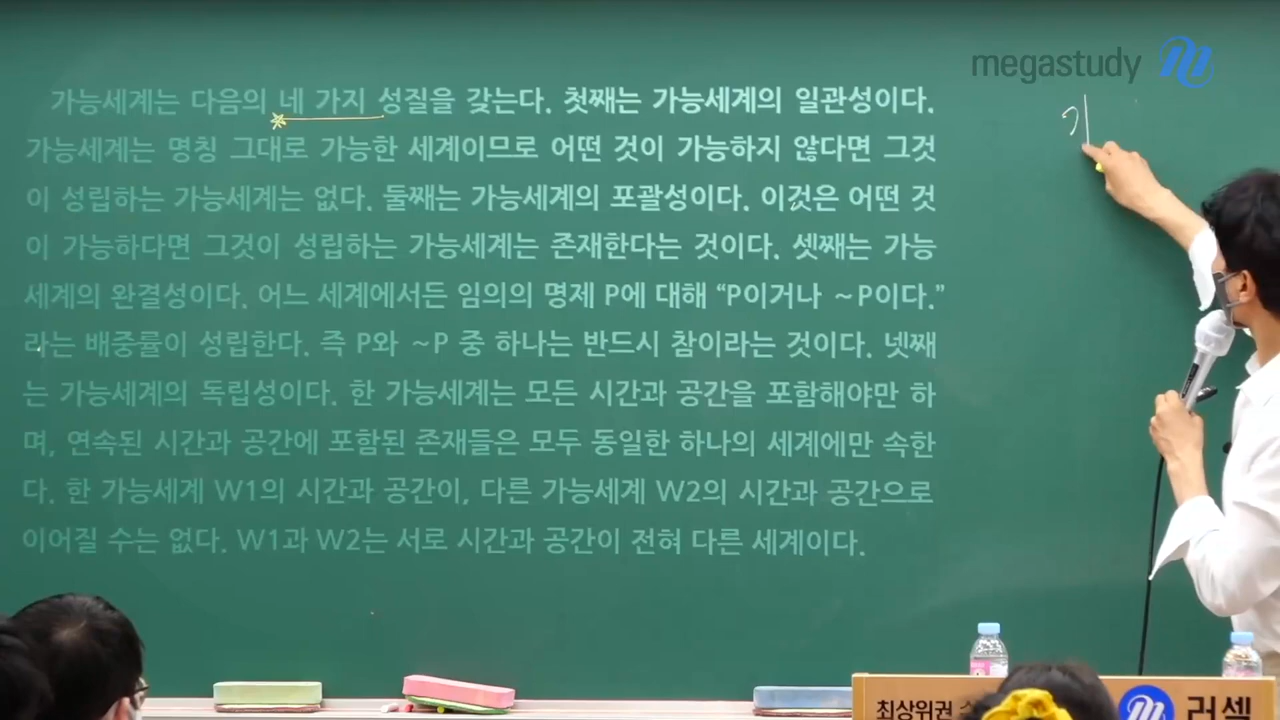 megastudy
가능세계는 다음의 네 가지 성질을 갖는다. 첫째는 가능세계의 일관성이다.
가능세계는 명칭 그대로 가능한 세계이므로 어떤 것이 가능하지 않다면 그것
이 성립하는 가능세계는 없다. 둘째는 가능세계의 포괄성이다. 이것은 어떤 것
이 가능하다면 그것이 성립하는 가능세계는 존재한다는 것이다. 셋째는 가능
세계의 완결성이다. 어느 세계에서든 임의의 명제 P에 대해 “P이거나 ~P이다.”
라는 배중률이 성립한다. 즉 P와 ~P 중 하나는 반드시 참이라는 것이다. 넷째
는 가능세계의 독립성이다. 한 가능세계는 모든 시간과 공간을 포함해야만 하
며, 연속된 시간과 공간에 포함된 존재들은 모두 동일한 하나의 세계에만 속한
다. 한 가능세계 W1의 시간과 공간이, 다른 가능세계 W2의 시간과 공간으로
이어질 수는 없다. W1과 W2는 서로 시간과 공간이 전혀 다른 세계이다.
최상위권
러셀